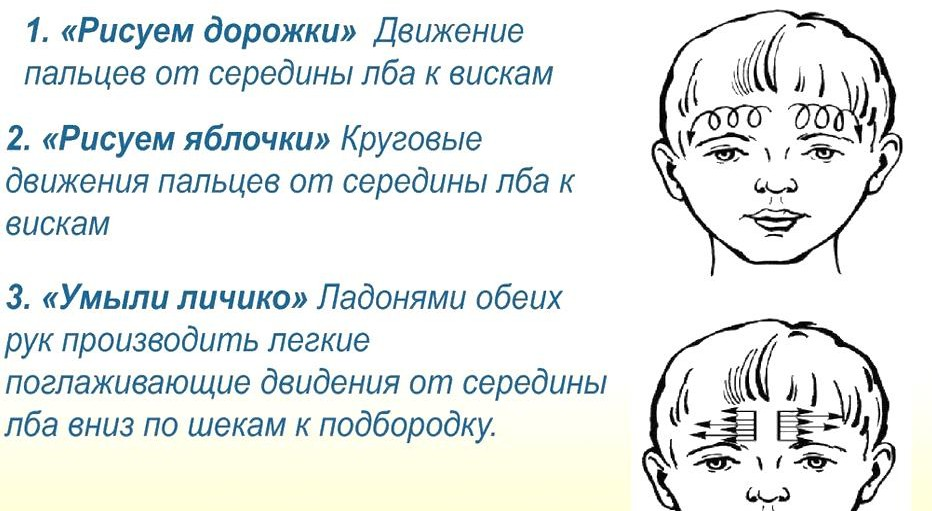 1. «Рисуем дорожки» Движение
пальцев от середины лба к вискам
2. «Рисуем яблочки» Круговые
движения пальцев от середины лба к
вискам
3. «Умыли личико» Ладонями обеих
рук производить легкие
поглаживающие двидения от середины
лба вниз по шекам к подбородку.